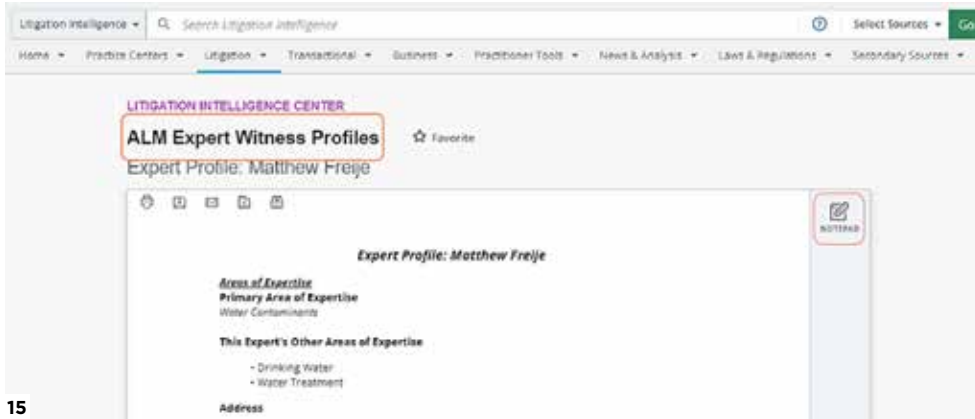 Litigation Intelligence Search Litigation Intelligence Select Sources Go
Home Practice Centers Litigation Transactional Business Practitioner Tools News & Analysis Laws & Regulations Secondary Sources
LITIGATION INTELLIGENCE CENTER
ALM Expert Witness Profiles Favorite
Expert Profile: Matthew Freije
NOTEPAD
Expert Profile: Matthew Freije
Areas of Expertise
Primary Area of Expertise
Water Contaminants
This Expert's Other Areas of Expertise
- Drinking Water
- Water Treatment
Address
15